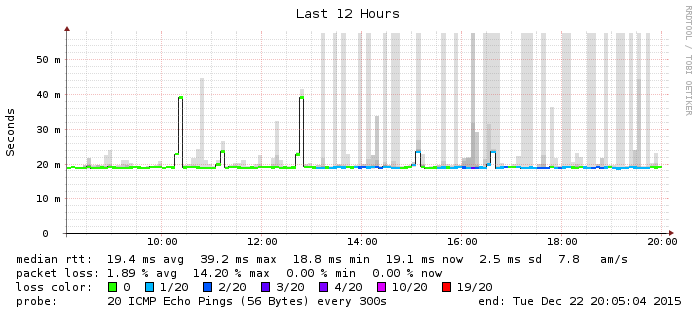 Last 12 Hours
RRDTOOL / TOBI OETIKER
Seconds
50 m
40 m
30 m
20 m
10 m
0
10:00 12:00 14:00 16:00 18:00 20:00
median rtt: 19.4 ms avg 39.2 ms max 18.8 ms min 19.1 ms now 2.5 ms sd 7.8 am/s
packet loss: 1.89 % avg 14.20 % max 0.00 % min 0.00 % now
loss color: 0 1/20 2/20 3/20 4/20 10/20 19/20
probe: 20 ICMP Echo Pings (56 Bytes) every 300s end: Tue Dec 22 20:05:04 2015